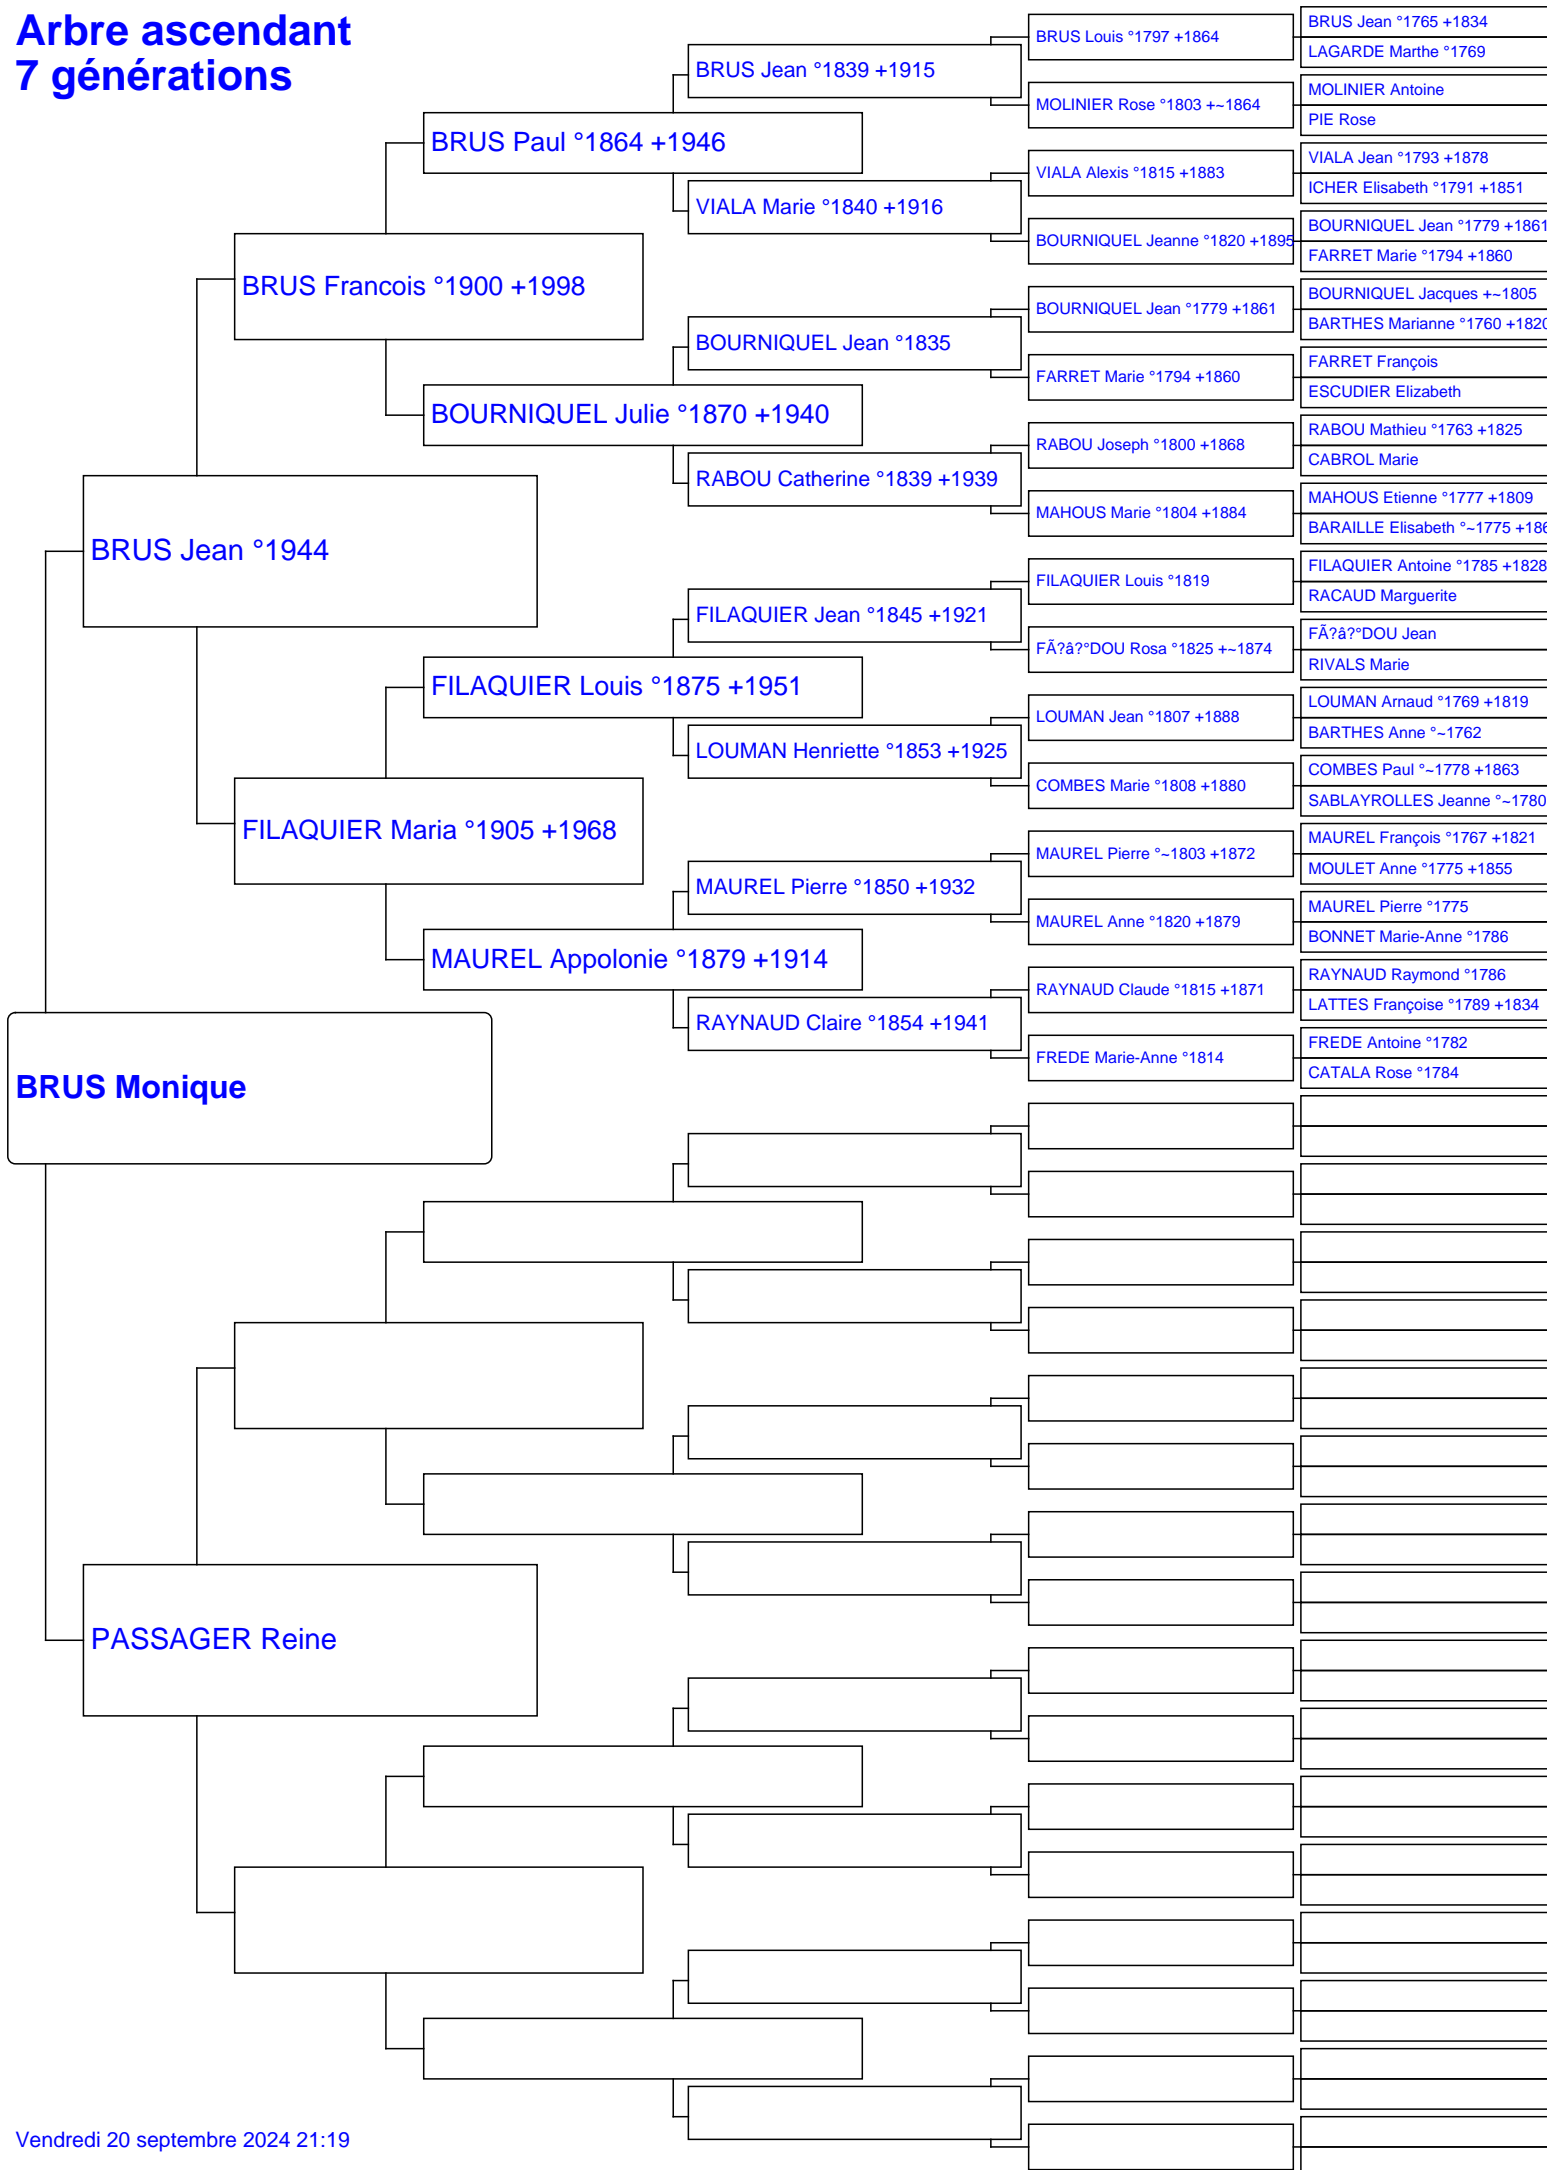 Arbre ascendant
7 générations
BRUS Monique
BRUS Jean °1944
PASSAGER Reine
BRUS Francois °1900 +1998
FILAQUIER Maria °1905 +1968
BRUS Paul °1864 +1946
BOURNIQUEL Julie °1870 +1940
FILAQUIER Louis °1875 +1951
MAUREL Appolonie °1879 +1914
BRUS Jean °1839 +1915
VIALA Marie °1840 +1916
BOURNIQUEL Jean °1835
RABOU Catherine °1839 +1939
FILAQUIER Jean °1845 +1921
LOUMAN Henriette °1853 +1925
MAUREL Pierre °1850 +1932
RAYNAUD Claire °1854 +1941
BRUS Louis °1797 +1864
MOLINIER Rose °1803 +~1864
VIALA Alexis °1815 +1883
BOURNIQUEL Jeanne °1820 +1895
BOURNIQUEL Jean °1779 +1861
FARRET Marie °1794 +1860
RABOU Joseph °1800 +1868
MAHOUS Marie °1804 +1884
FILAQUIER Louis °1819
FÃ?â?°DOU Rosa °1825 +~1874
LOUMAN Jean °1807 +1888
COMBES Marie °1808 +1880
MAUREL Pierre °~1803 +1872
MAUREL Anne °1820 +1879
RAYNAUD Claude °1815 +1871
FREDE Marie-Anne °1814
BRUS Jean °1765 +1834
LAGARDE Marthe °1769
MOLINIER Antoine
PIE Rose
VIALA Jean °1793 +1878
ICHER Elisabeth °1791 +1851
BOURNIQUEL Jean °1779 +1861
FARRET Marie °1794 +1860
BOURNIQUEL Jacques +~1805
BARTHES Marianne °1760 +1820
FARRET François
ESCUDIER Elizabeth
RABOU Mathieu °1763 +1825
CABROL Marie
MAHOUS Etienne °1777 +1809
BARAILLE Elisabeth °~1775 +186
FILAQUIER Antoine °1785 +1828
RACAUD Marguerite
FÃ?â?°DOU Jean
RIVALS Marie
LOUMAN Arnaud °1769 +1819
BARTHES Anne °~1762
COMBES Paul °~1778 +1863
SABLAYROLLES Jeanne °~1780
MAUREL François °1767 +1821
MOULET Anne °1775 +1855
MAUREL Pierre °1775
BONNET Marie-Anne °1786
RAYNAUD Raymond °1786
LATTES Françoise °1789 +1834
FREDE Antoine °1782
CATALA Rose °1784
Vendredi 20 septembre 2024 21:19